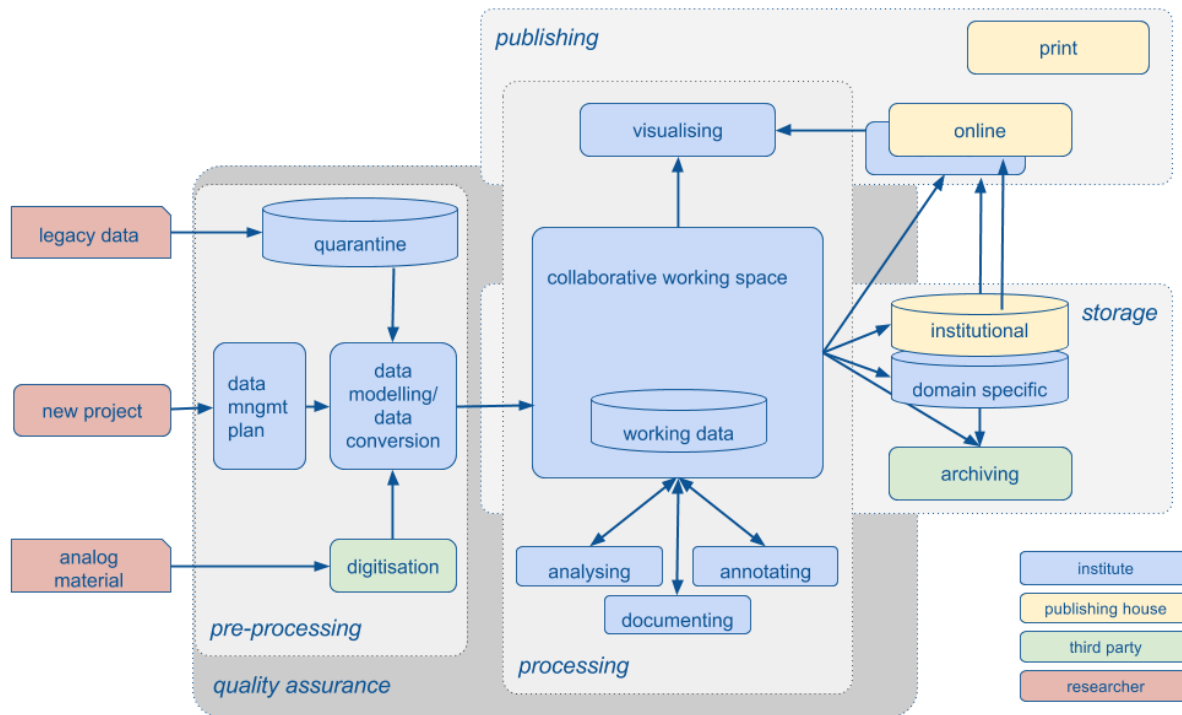 publishing
print
visualising
online
legacy data
quarantine
collaborative working space
institutional
storage
new project
data
mngmt
plan
data
modelling/
data
conversion
domain specific
working data
archiving
analog
material
digitisation
analysing
annotating
documenting
pre-processing
processing
quality assurance
institute
publishing house
third party
researcher